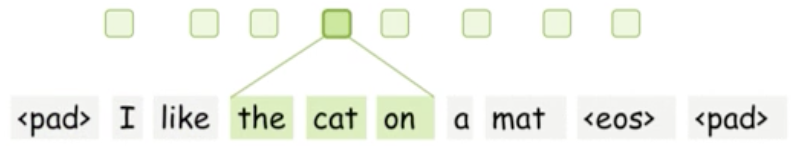 <pad> I like the cat on a mat <eos> <pad>